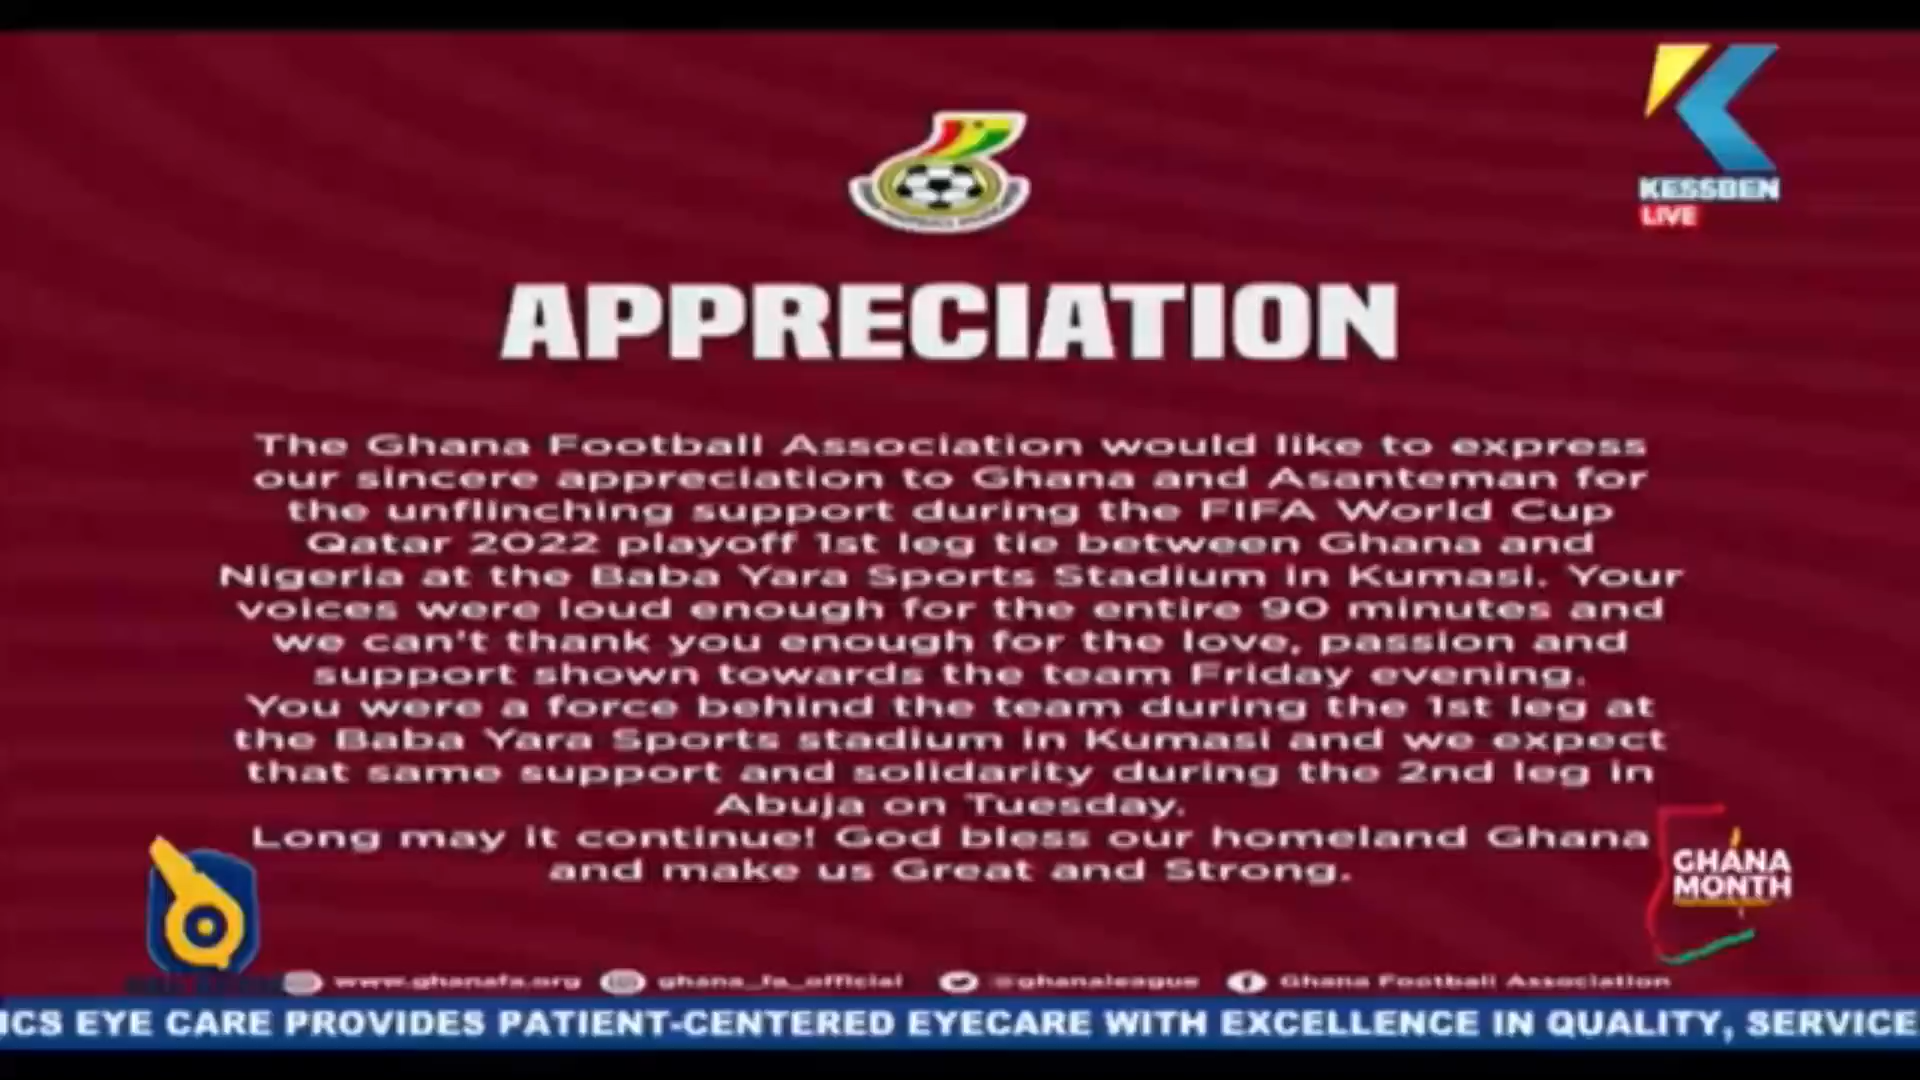 KESSBEN
LIVE
APPRECIATION
The Ghana Football Association would like to express
our sincere appreciation to Ghana and Asanteman for
the unflinching support during the FIFA World Cup
Qatar 2022 playoff 1st leg tie between Ghana and
Nigeria at the Baba Yara Sports Stadium in Kumasi. Your
voices were loud enough for the entire 90 minutes and
we can't thank you enough for the love, passion and
support shown towards the team Friday evening.
You were a force behind the team during the 1st leg at
the Baba Yara Sports stadium in Kumasi and we expect
that same support and solidarity during the 2nd leg in
Abuja on Tuesday.
Long may it continue! God bless our homeland Ghana
and make us Great and Strong.
GHANA
MONTH
www.ghanafa.org ghana_fa_official @ghanaleague Ghana Football Association
ICS EYE CARE PROVIDES PATIENT-CENTERED EYECARE WITH EXCELLENCE IN QUALITY, SERVICE